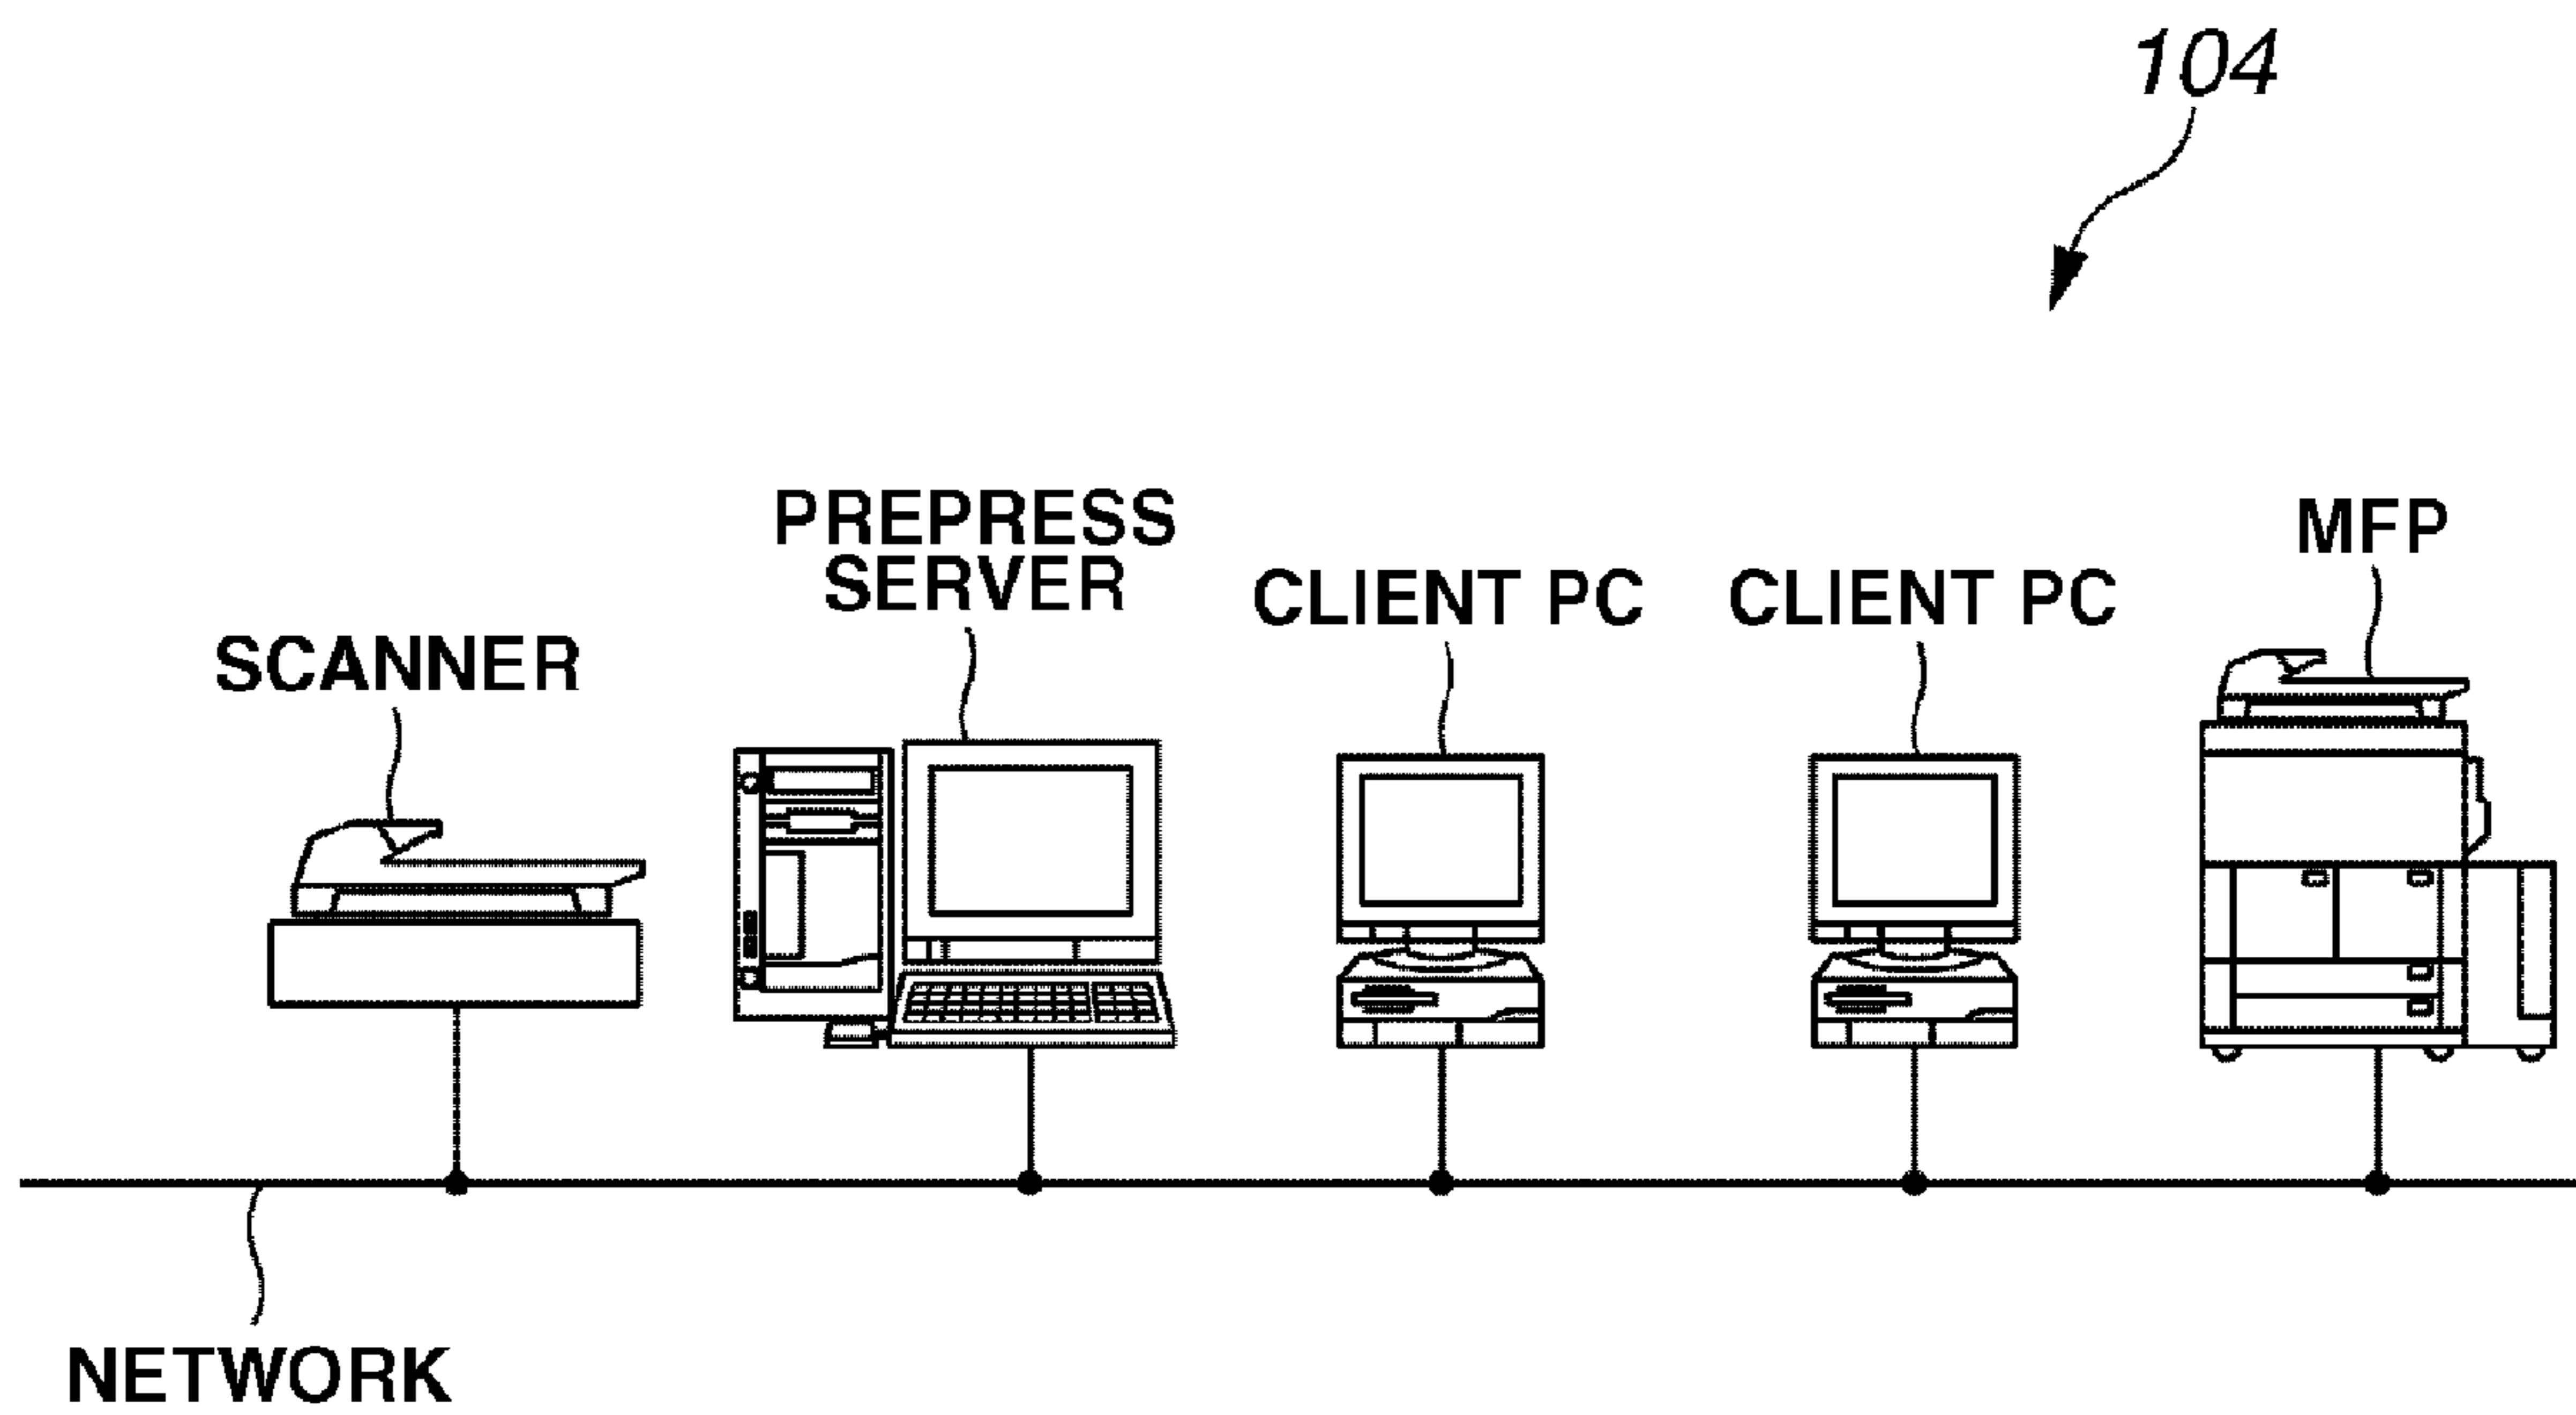 104
PREPRESS
SERVER
MFP
CLIENT PC
CLIENT PC
SCANNER
NETWORK